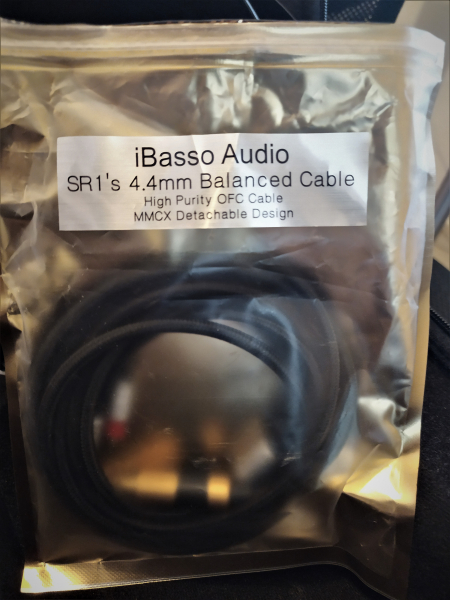 iBasso Audio
SR1's 4.4mm Balanced Cable
High Purity OFC Cable
MMCX Detachable Design